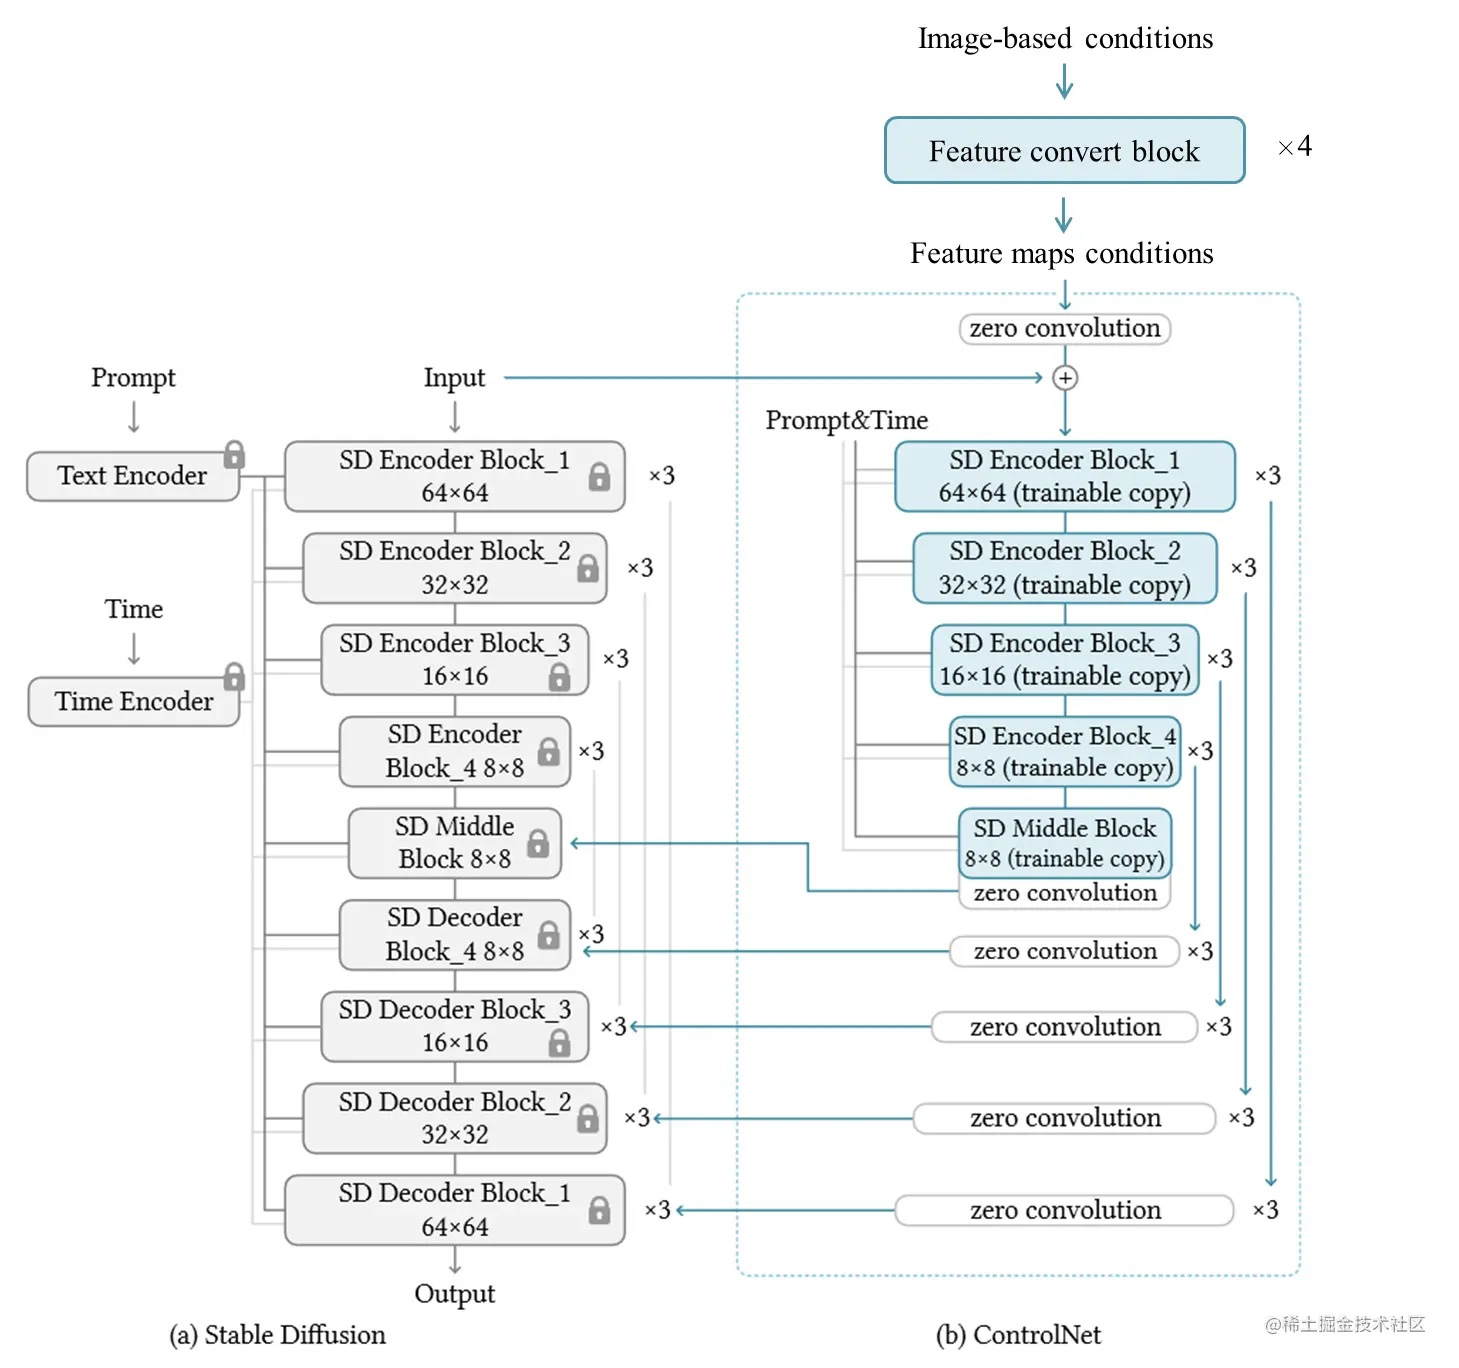 Image-based conditions
Feature convert block
×4
Feature maps conditions
zero convolution
Prompt
Input
+
Prompt&Time
Text Encoder
SD Encoder Block_1
64×64
×3
SD Encoder Block_1
64×64 (trainable copy)
×3
SD Encoder Block_2
32×32
×3
SD Encoder Block_2
32×32 (trainable copy)
×3
Time
Time Encoder
SD Encoder Block_3
16×16
×3
SD Encoder Block_3
16×16 (trainable copy)
×3
SD Encoder
Block_4 8×8
×3
SD Encoder Block_4
8×8 (trainable copy)
×3
SD Middle
Block 8×8
SD Middle Block
8×8 (trainable copy)
zero convolution
SD Decoder
Block_4 8×8
×3
zero convolution
×3
SD Decoder Block_3
16×16
×3
zero convolution
×3
SD Decoder Block_2
32×32
×3
zero convolution
×3
SD Decoder Block_1
64×64
×3
zero convolution
×3
Output
(a) Stable Diffusion
(b) ControlNet
@稀土掘金技术社区